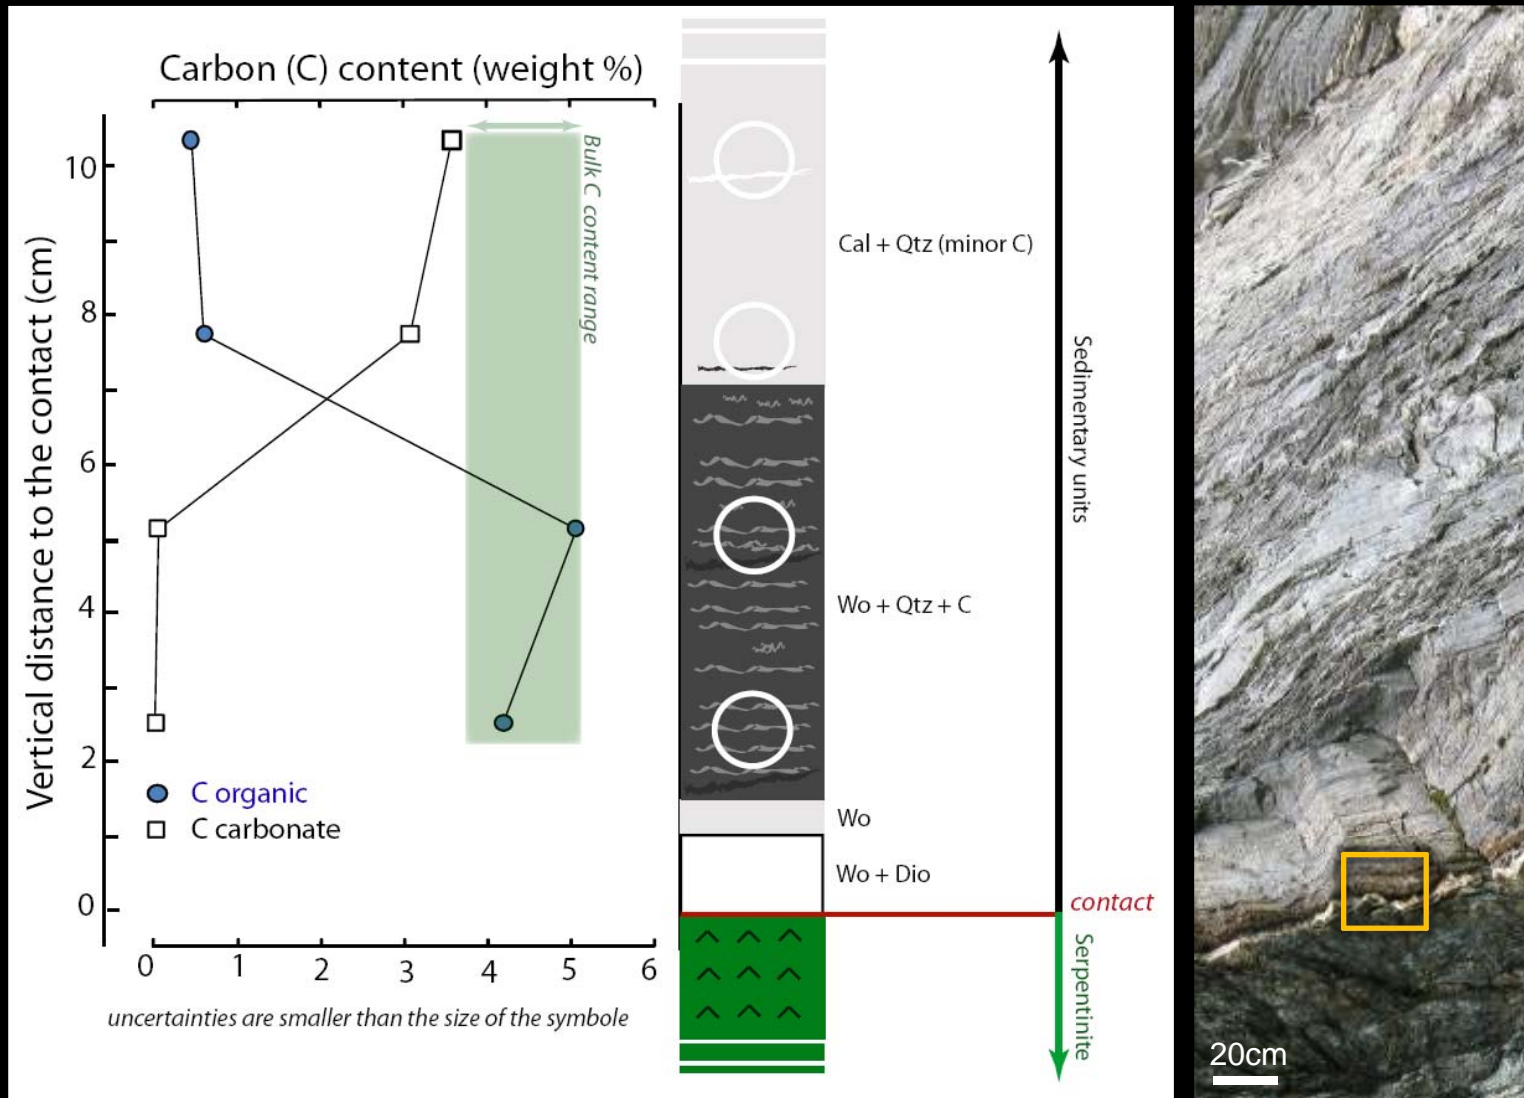 Carbon (C) content (weight %)
Vertical distance to the contact (cm)
10
8
6
4
2
0
Bulk C content range
C organic
C carbonate
0 1 2 3 4 5 6
uncertainties are smaller than the size of the symbole
Cal + Qtz (minor C)
Wo + Qtz + C
Wo
Wo + Dio
Sedimentary units
contact
Serpentinite
20cm